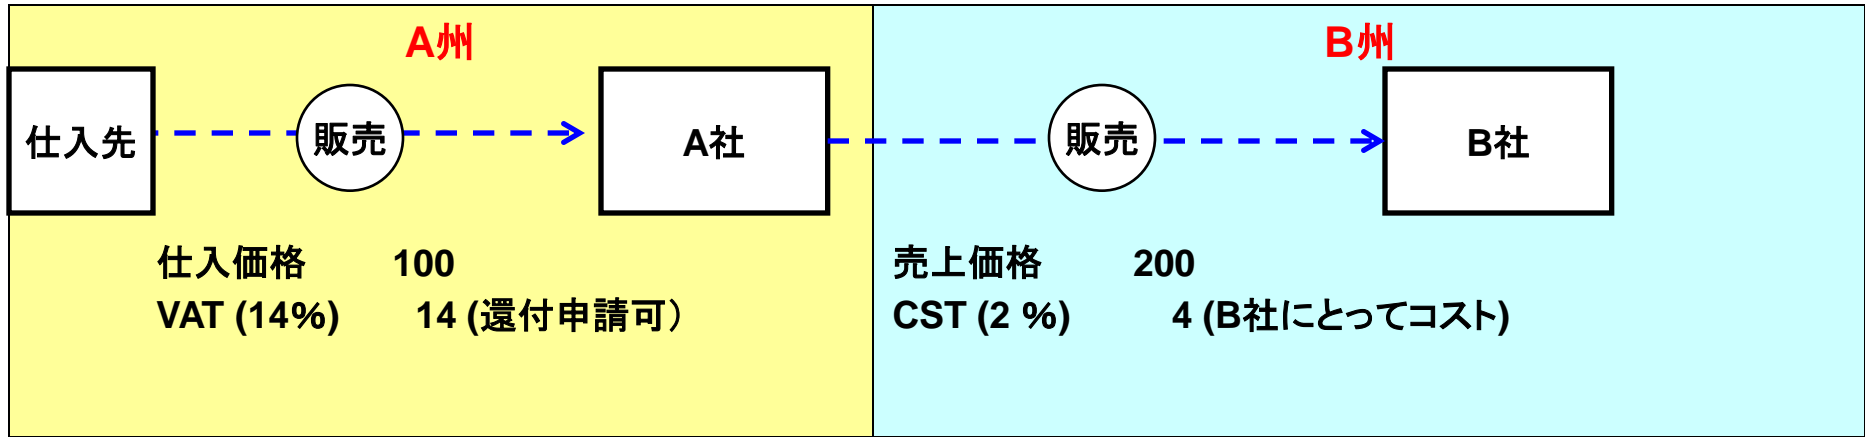 A州
B州
仕入先
販売
A社
販売
B社
仕入価格 100
VAT (14%) 14 (還付申請可）
売上価格 200
CST (2 %) 4 (B社にとってコスト)